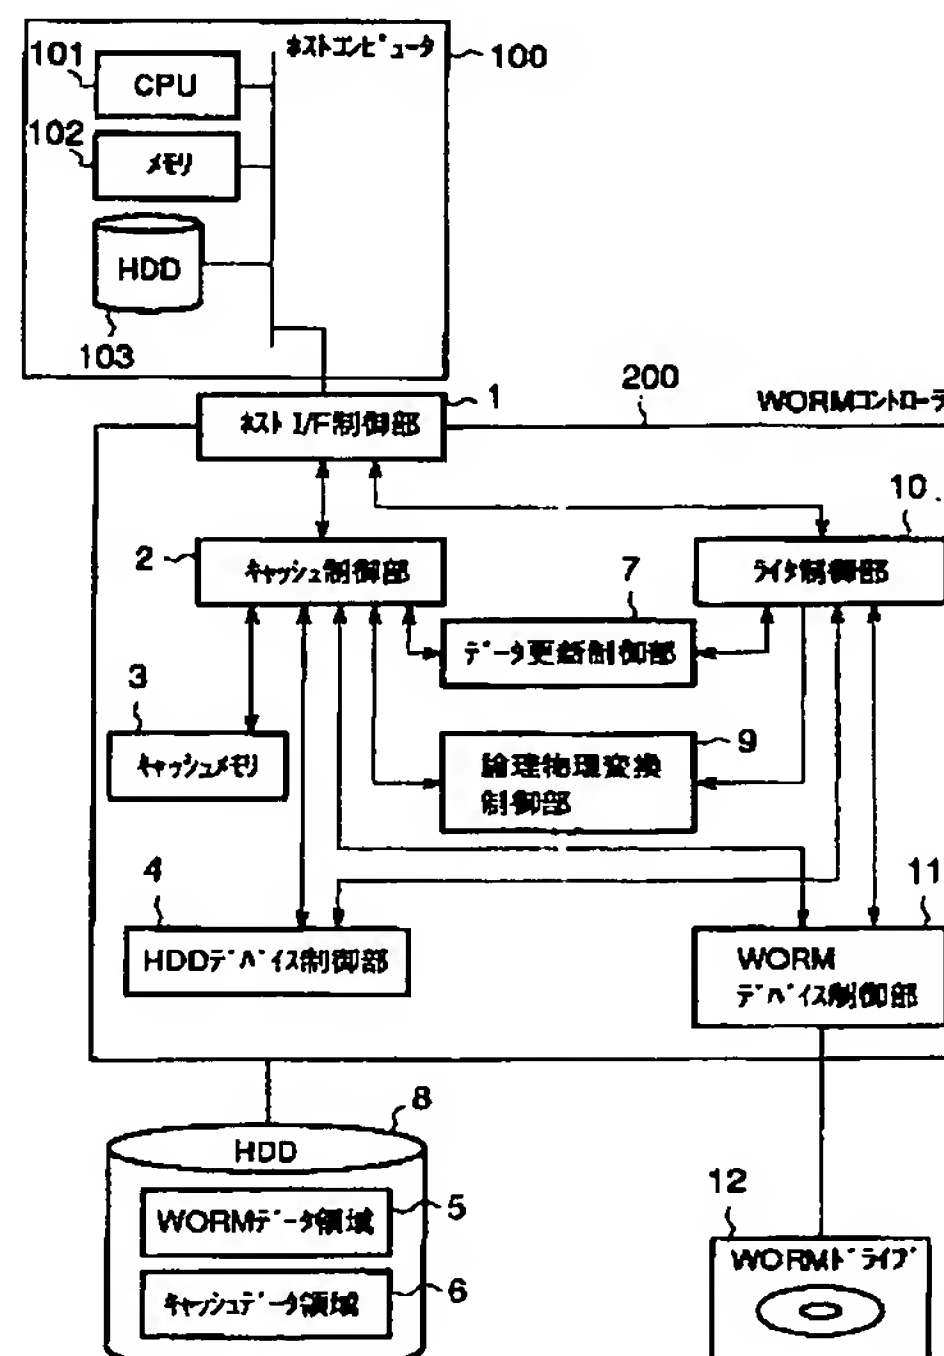 ホストコンピュータ
100
101
CPU
102
メモリ
HDD
103
1
200
WORMコントローラ
ホスト I/F制御部
10
2
キャッシュ制御部
7
ライタ制御部
データ更新制御部
3
キャッシュメモリ
9
論理物理変換
制御部
4
11
HDDデバイス制御部
WORM
デバイス制御部
8
HDD
12
WORMデータ領域
5
WORMドライブ
キャッシュデータ領域
6